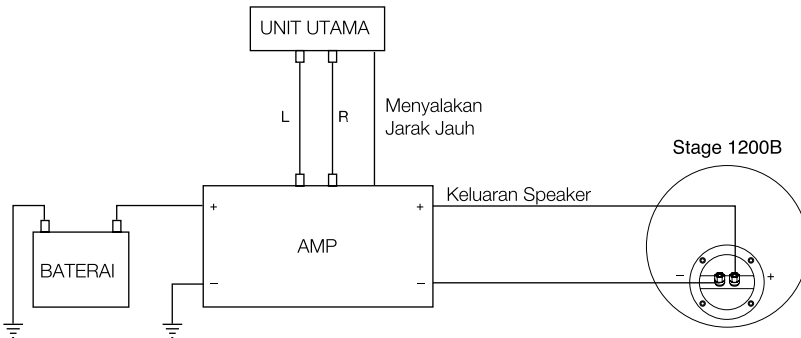 UNIT UTAMA
L
R
Menyalakan
Jarak Jauh
Stage 1200B
Keluaran Speaker
+
+
AMP
BATERAI
−
−
−
+